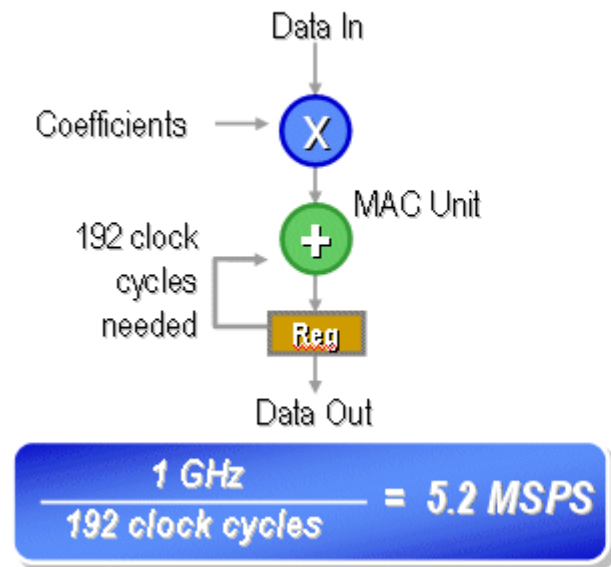 Data In
Coefficients
X
MAC Unit
192 clock
cycles
needed
+
Reg
Data Out
1 GHz
192 clock cycles
= 5.2 MSPS